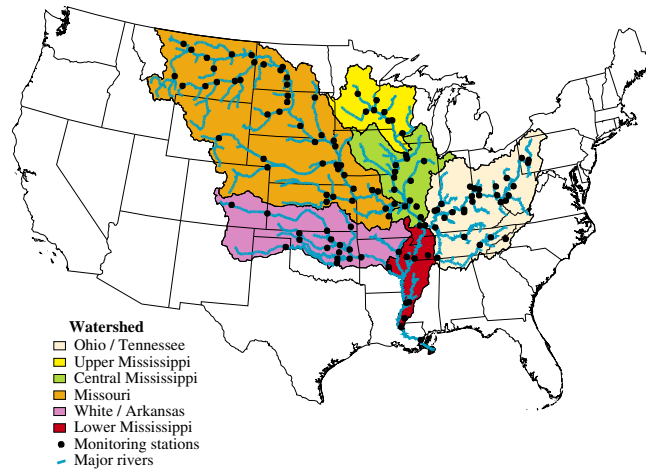 Watershed
Ohio / Tennessee
Upper Mississippi
Central Mississippi
Missouri
White / Arkansas
Lower Mississippi
Monitoring stations
Major rivers